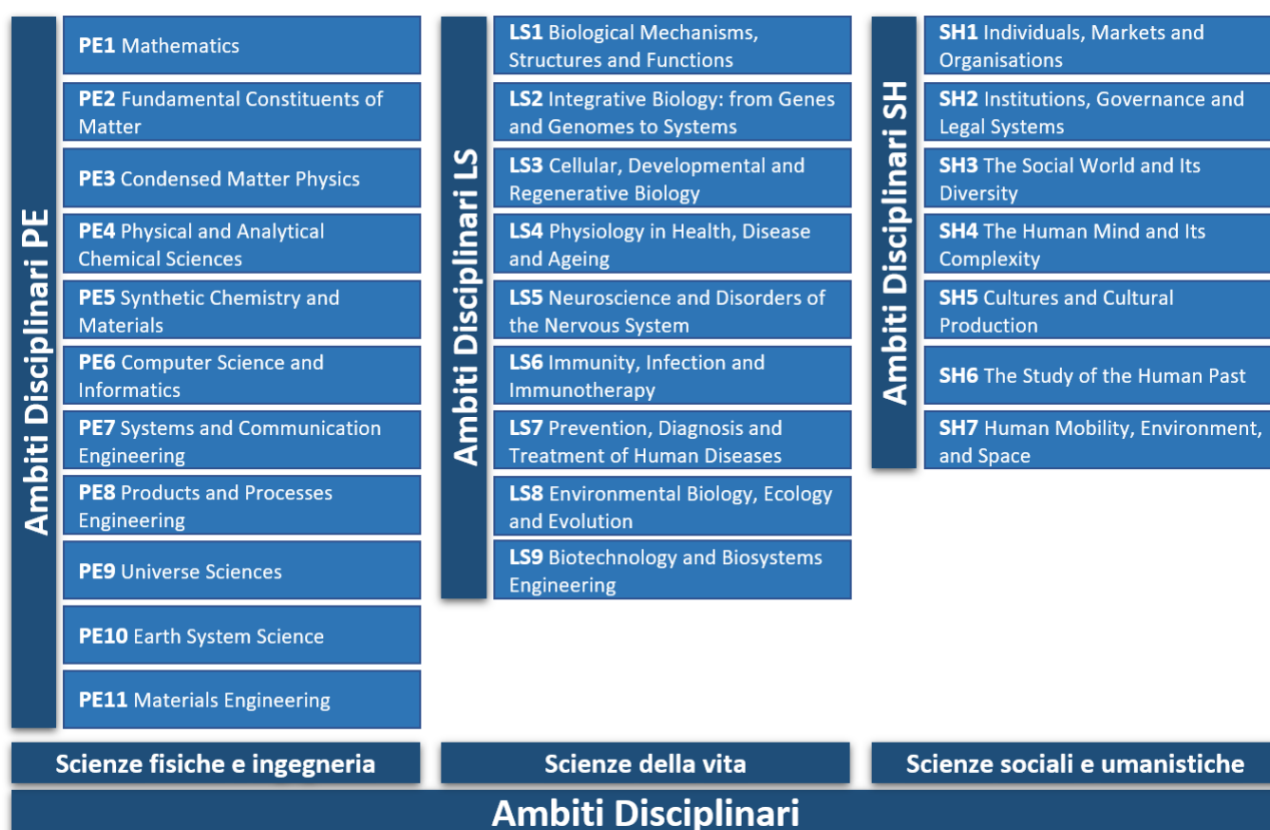 Ambiti Disciplinari PE
PE1 Mathematics
PE2 Fundamental Constituents of
Matter
PE3 Condensed Matter Physics
PE4 Physical and Analytical
Chemical Sciences
PE5 Synthetic Chemistry and
Materials
PE6 Computer Science and
Informatics
PE7 Systems and Communication
Engineering
PE8 Products and Processes
Engineering
PE9 Universe Sciences
PE10 Earth System Science
PE11 Materials Engineering
Scienze fisiche e ingegneria
Ambiti Disciplinari LS
LS1 Biological Mechanisms,
Structures and Functions
LS2 Integrative Biology: from Genes
and Genomes to Systems
LS3 Cellular, Developmental and
Regenerative Biology
LS4 Physiology in Health, Disease
and Ageing
LS5 Neuroscience and Disorders of
the Nervous System
LS6 Immunity, Infection and
Immunotherapy
LS7 Prevention, Diagnosis and
Treatment of Human Diseases
LS8 Environmental Biology, Ecology
and Evolution
LS9 Biotechnology and Biosystems
Engineering
Scienze della vita
Ambiti Disciplinari SH
SH1 Individuals, Markets and
Organisations
SH2 Institutions, Governance and
Legal Systems
SH3 The Social World and Its
Diversity
SH4 The Human Mind and Its
Complexity
SH5 Cultures and Cultural
Production
SH6 The Study of the Human Past
SH7 Human Mobility, Environment,
and Space
Scienze sociali e umanistiche
Ambiti Disciplinari